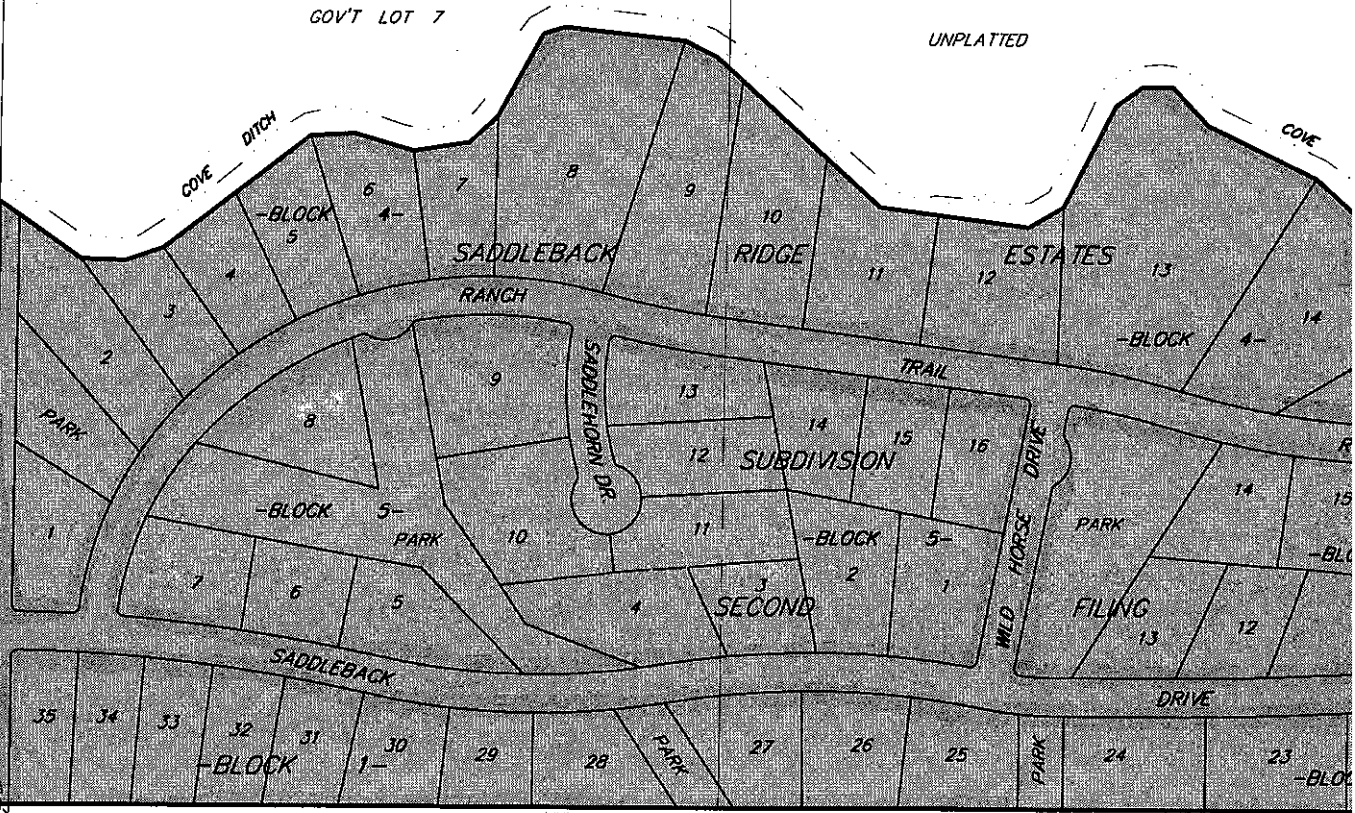 GOV'T LOT 7
UNPLATTED
COVE DITCH
COVE
6
7
8
9
10
-BLOCK 4-
5
4
3
2
SADDLEBACK RIDGE ESTATES
11
12
13
14
-BLOCK 4-
RANCH TRAIL
R
PARK
1
8
9
SADDLEHORN DR.
13
12
14
15
16
SUBDIVISION
WILD HORSE DRIVE
14
15
PARK
-BLOCK 5-
PARK
10
11
-BLOCK 5-
2
1
-BLO
7
6
5
4
3
SECOND FILING
13
12
SADDLEBACK DRIVE
35
34
33
32
31
30
29
28
PARK
27
26
25
PARK
24
23
-BLOCK 1-
-BLOC